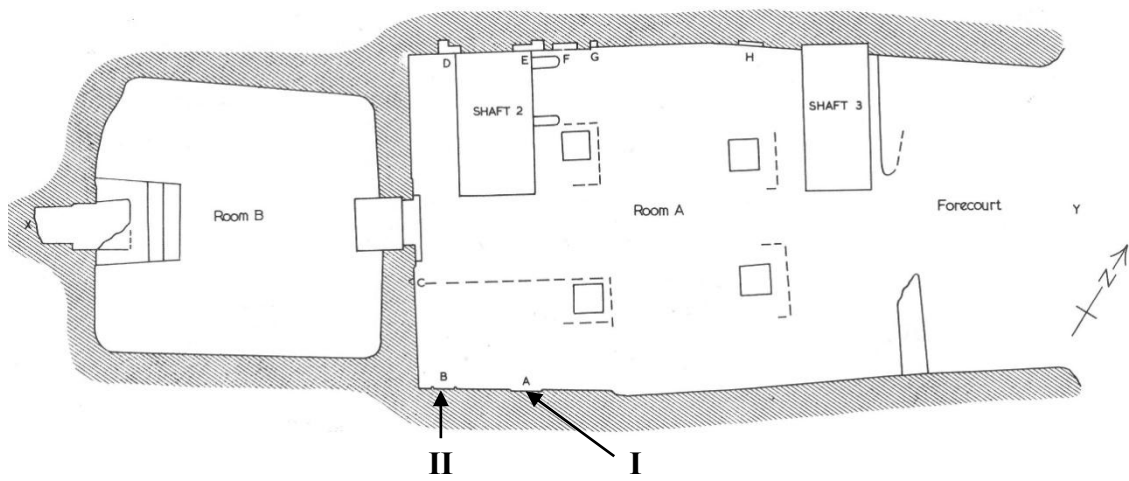 D
E
F
G
H
SHAFT 2
SHAFT 3
X
Room B
Room A
Forecourt
Y
N
C
B
A
II
I